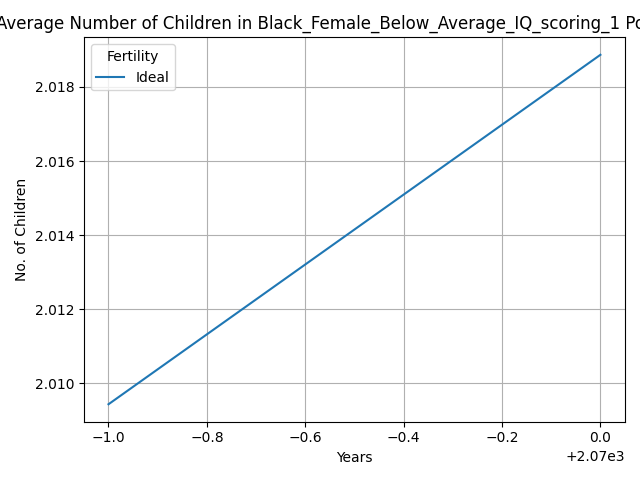 Average Number of Children in Black_Female_Below_Average_IQ_scoring_1 Po
Fertility
Ideal
2.018
2.016
2.014
2.012
2.010
No. of Children
−1.0 −0.8 −0.6 −0.4 −0.2 0.0
Years
+2.07e3